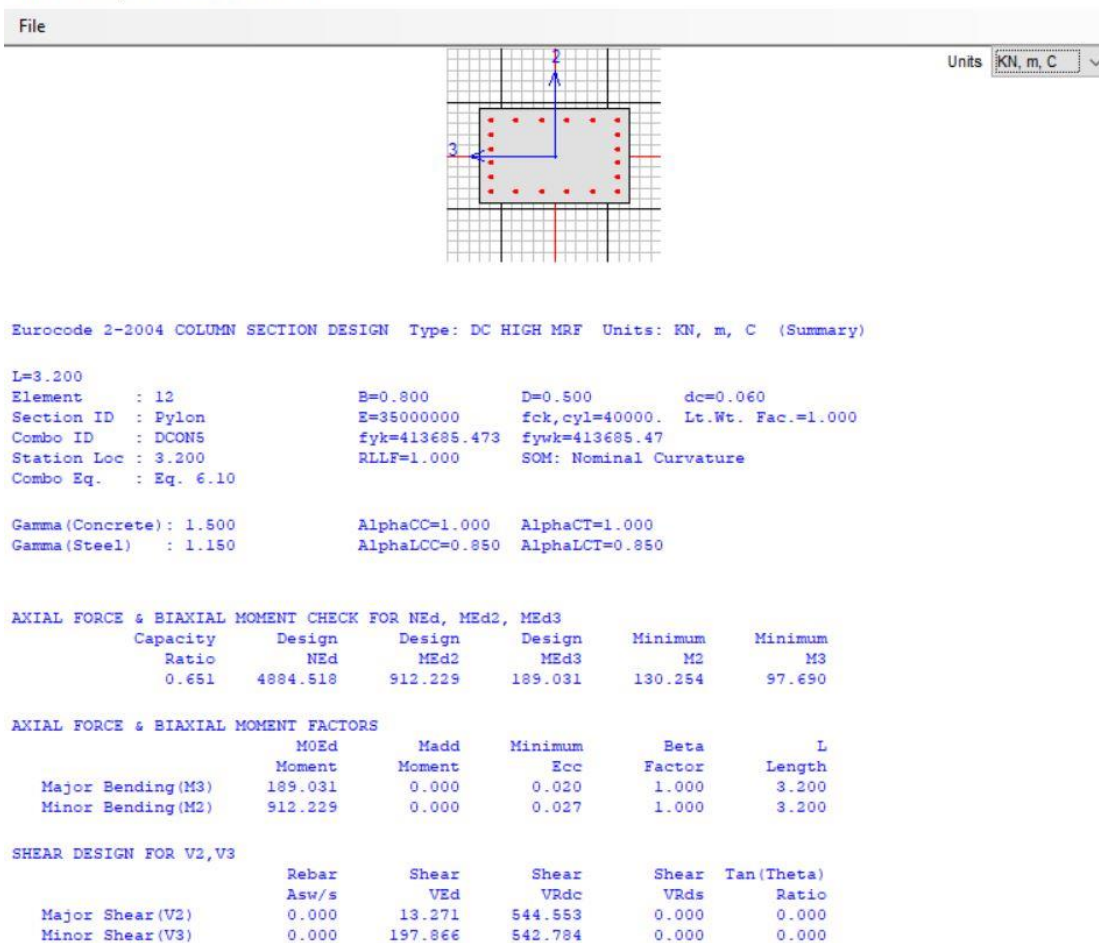 File
Units KN, m, C
2
3
Eurocode 2-2004 COLUMN SECTION DESIGN Type: DC HIGH MRF Units: KN, m, C (Summary)
L=3.200
Element : 12 B=0.800 D=0.500 dc=0.060
Section ID : Pylon E=35000000 fck,cyl=40000. Lt.Wt. Fac.=1.000
Combo ID : DCON5 fyk=413685.473 fywk=413685.47
Station Loc : 3.200 RLLF=1.000 SOM: Nominal Curvature
Combo Eq. : Eq. 6.10
Gamma(Concrete): 1.500 AlphaCC=1.000 AlphaCT=1.000
Gamma(Steel) : 1.150 AlphaLCC=0.850 AlphaLCT=0.850
AXIAL FORCE & BIAXIAL MOMENT CHECK FOR NEd, MEd2, MEd3
Capacity Design Design Design Minimum Minimum
Ratio NEd MEd2 MEd3 M2 M3
0.651 4884.518 912.229 189.031 130.254 97.690
AXIAL FORCE & BIAXIAL MOMENT FACTORS
M0Ed Madd Minimum Beta L
Moment Moment Ecc Factor Length
Major Bending(M3) 189.031 0.000 0.020 1.000 3.200
Minor Bending(M2) 912.229 0.000 0.027 1.000 3.200
SHEAR DESIGN FOR V2,V3
Rebar Shear Shear Shear Tan(Theta)
Asw/s VEd VRdc VRds Ratio
Major Shear(V2) 0.000 13.271 544.553 0.000 0.000
Minor Shear(V3) 0.000 197.866 542.784 0.000 0.000